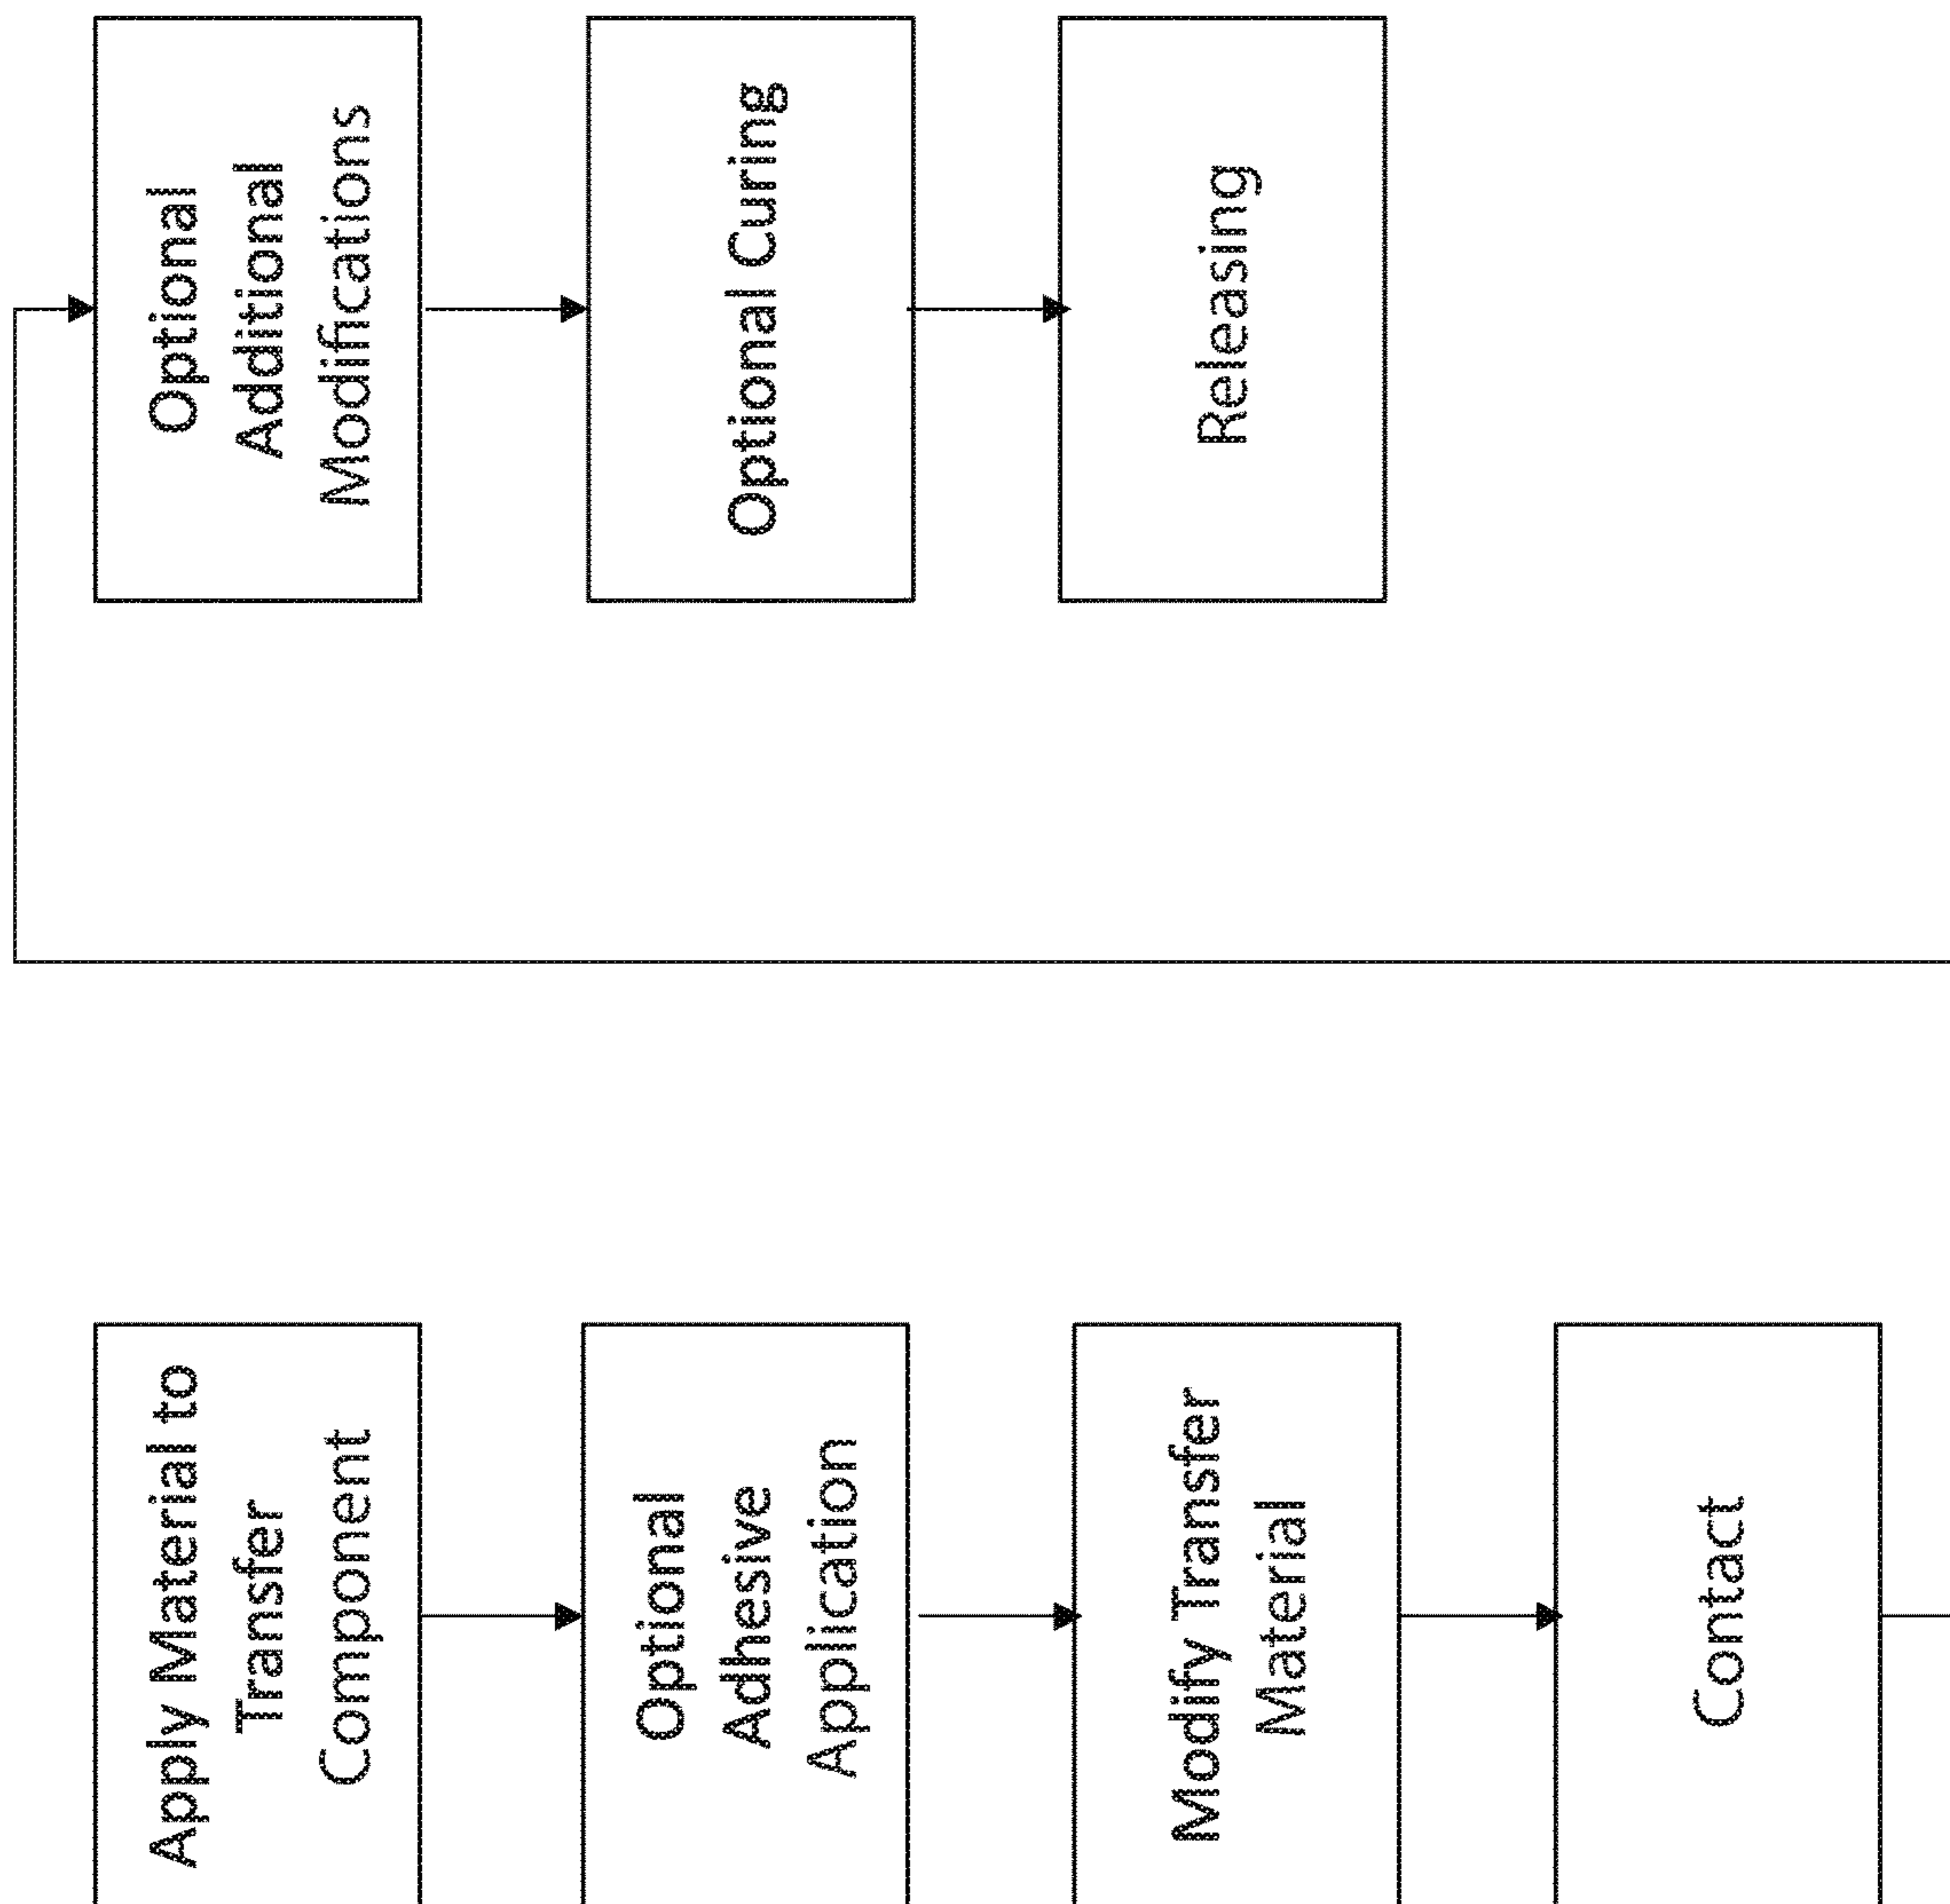 Apply Material to
Transfer
Component
Optional
Adhesive
Application
Modify Transfer
Material
Contact
Optional
Additional
Modifications
Optional Curing
Releasing